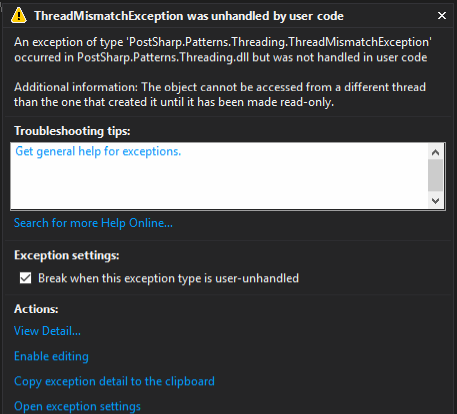 ThreadMismatchException was unhandled by user code
An exception of type 'PostSharp.Patterns.Threading.ThreadMismatchException'
occurred in PostSharp.Patterns.Threading.dll but was not handled in user code
Additional information: The object cannot be accessed from a different thread
than the one that created it until it has been made read-only.
Troubleshooting tips:
Get general help for exceptions.
Search for more Help Online...
Exception settings:
Break when this exception type is user-unhandled
Actions:
View Detail...
Enable editing
Copy exception detail to the clipboard
Open exception settings